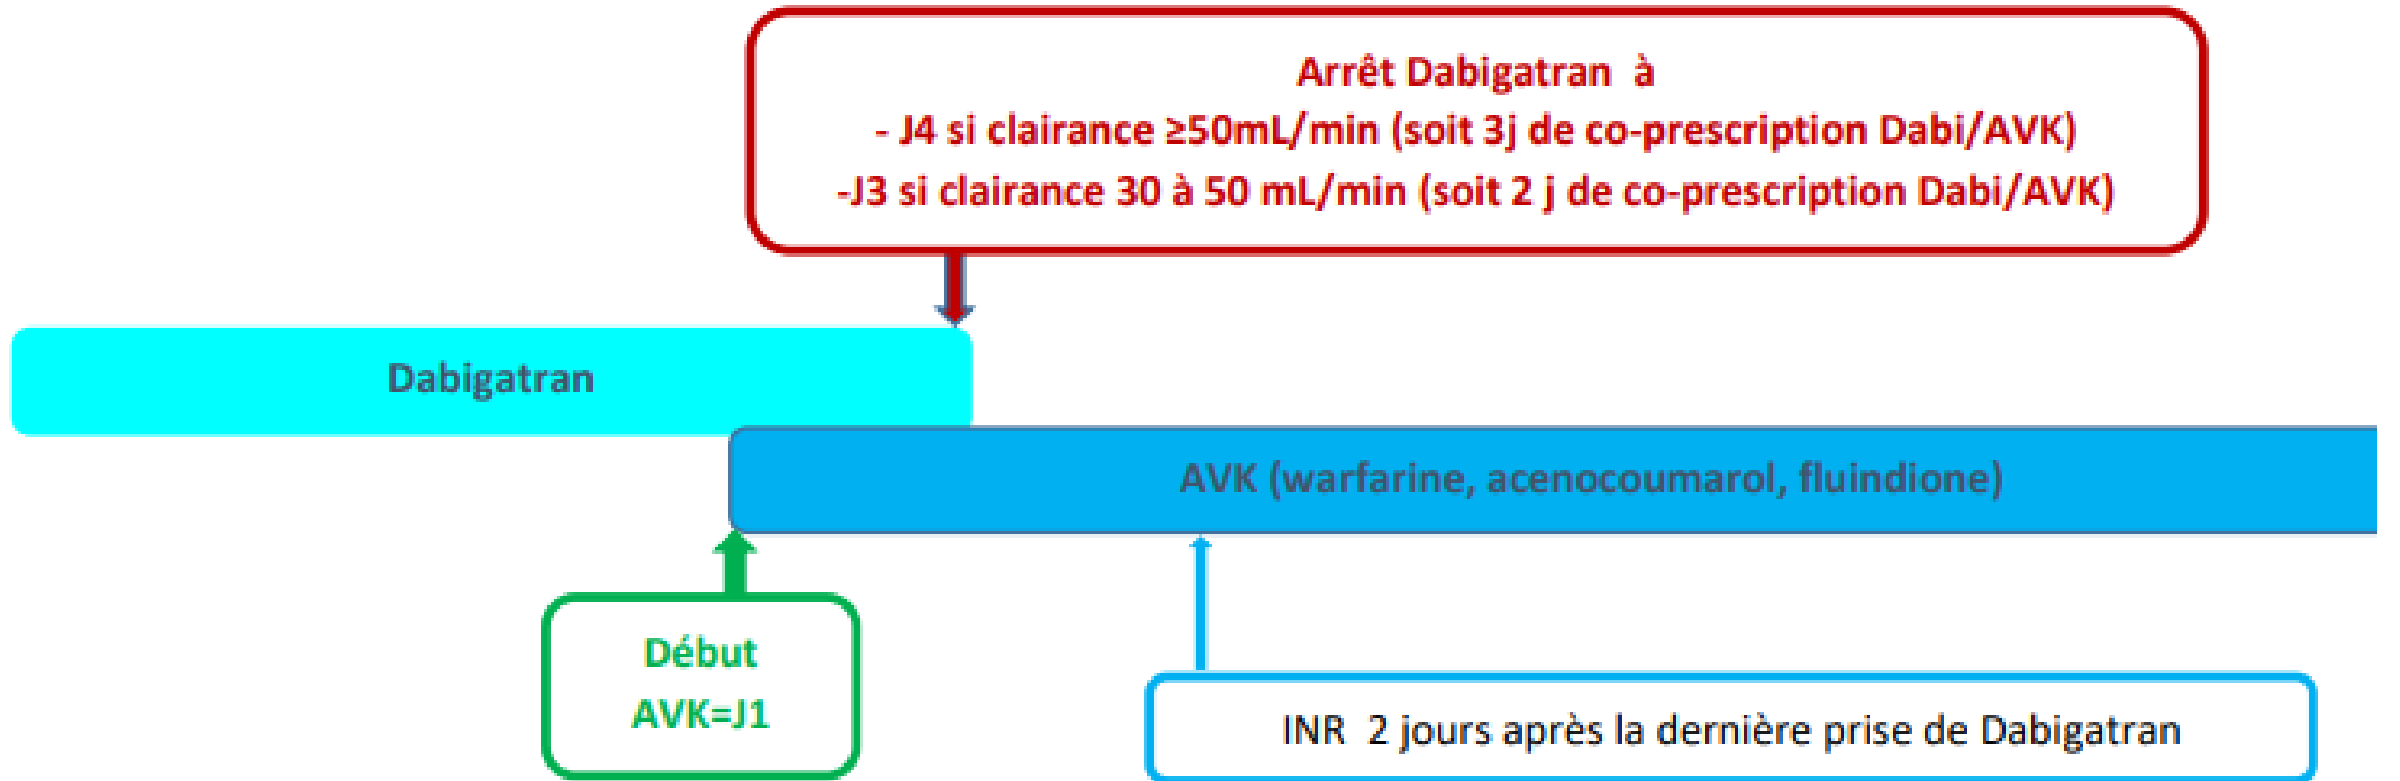 Arrêt Dabigatran à
- J4 si clairance ≥50mL/min (soit 3j de co-prescription Dabi/AVK)
-J3 si clairance 30 à 50 mL/min (soit 2 j de co-prescription Dabi/AVK)
Dabigatran
AVK (warfarine, acenocoumarol, fluindione)
Début
AVK=J1
INR 2 jours après la dernière prise de Dabigatran